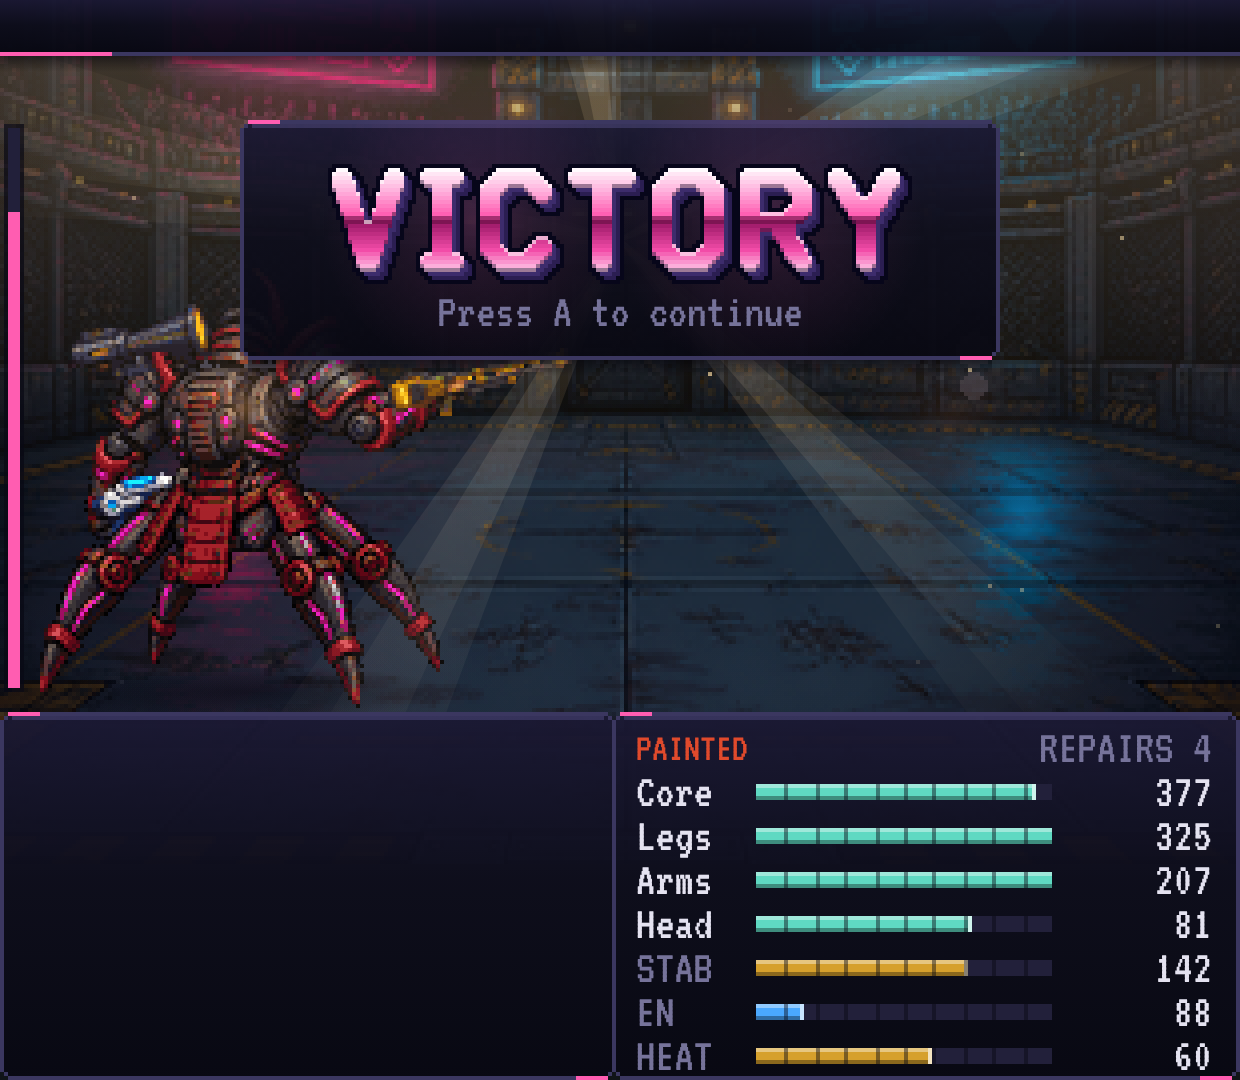 VICTORY
Press A to continue
PAINTED REPAIRS 4
Core 377
Legs 325
Arms 207
Head 81
STAB 142
EN 88
HEAT 60